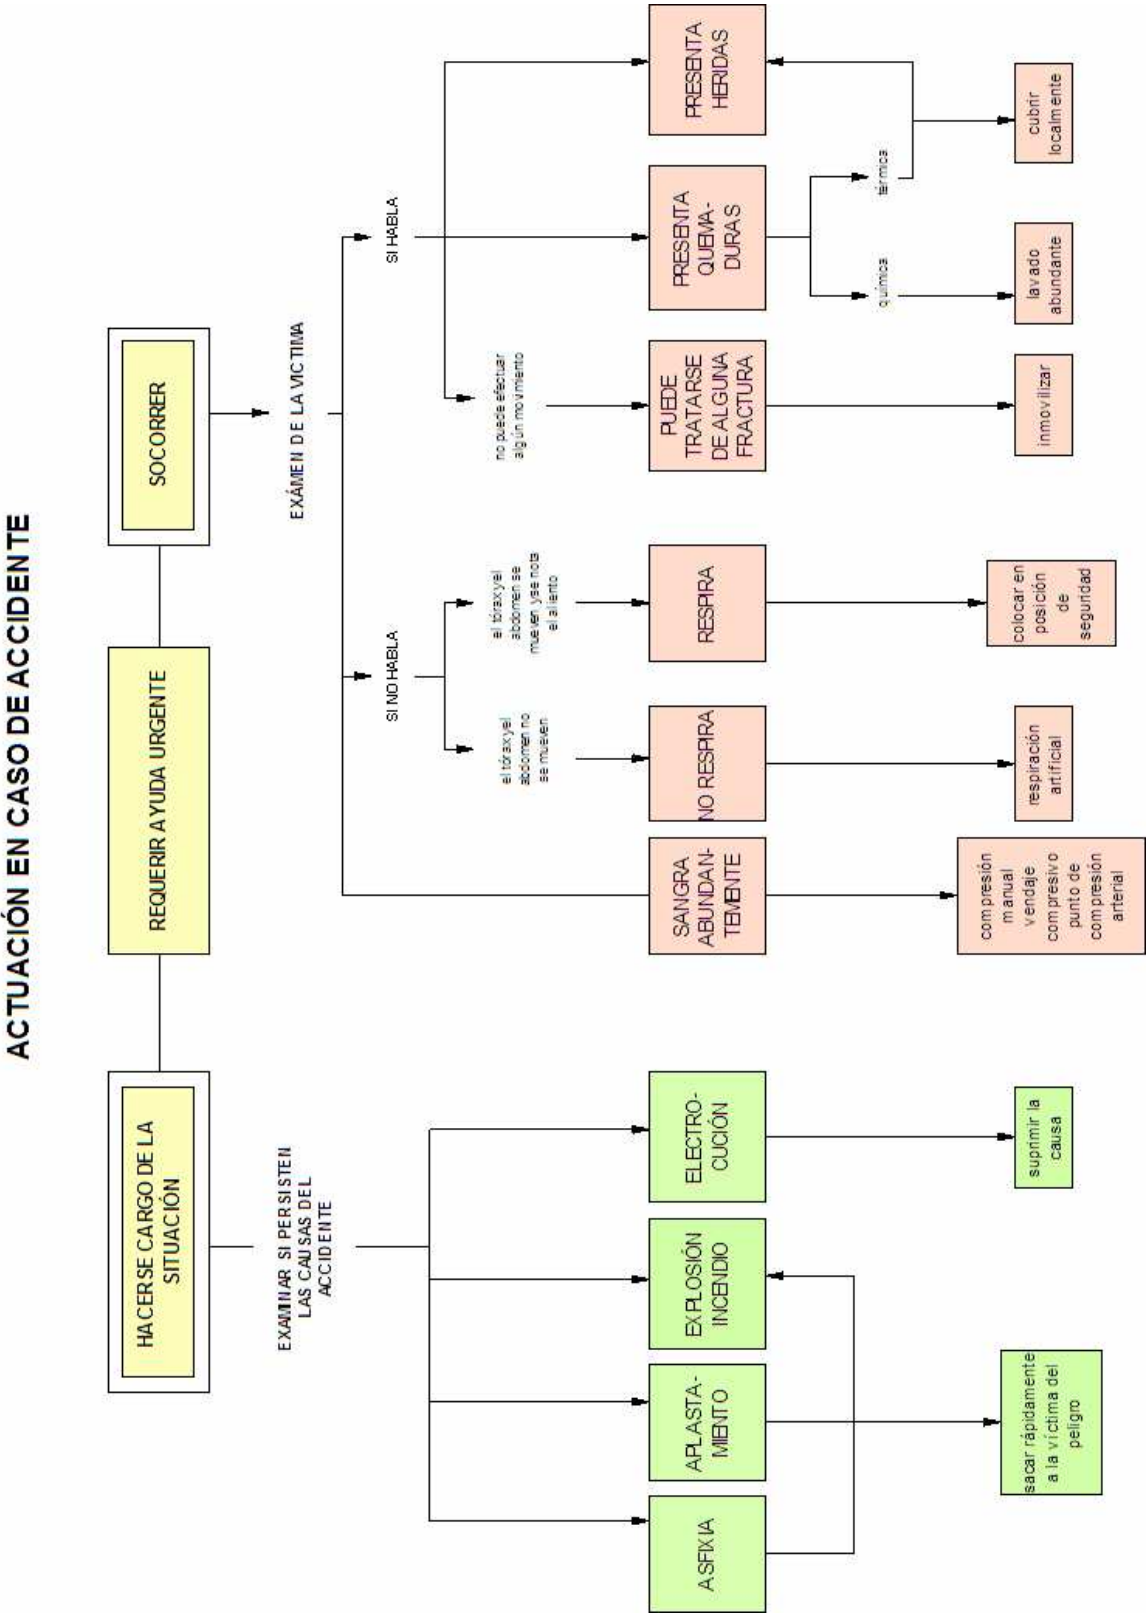 ACTUACIÓN EN CASO DE ACCIDENTE
HACERSE CARGO DE LA
SITUACIÓN
REQUERIR AYUDA URGENTE
SOCORRER
EXAMINAR SI PERSISTEN
LAS CAUSAS DEL
ACCIDENTE
EXÁMEN DE LA VICTIMA
SI NO HABLA
SI HABLA
el tórax y el
abdomen no
se mueven
el tórax y el
abdomen se
mueven y se nota
el aliento
no puede efectuar
algún movimiento
ASFIXIA
APLASTA-
MIENTO
EXPLOSIÓN
INCENDIO
ELECTRO-
CUCIÓN
SANGRA
ABUNDAN-
TEMENTE
NO RESPIRA
RESPIRA
PUEDE
TRATARSE
DE ALGUNA
FRACTURA
PRESENTA
QUEMA-
DURAS
PRESENTA
HERIDAS
química
térmica
sacar rápidamente
a la víctima del
peligro
suprimir la
causa
compresión
manual
vendaje
compresivo
punto de
compresión
arterial
respiración
artificial
colocar en
posición
de
seguridad
inmovilizar
lavado
abundante
cubrir
localmente